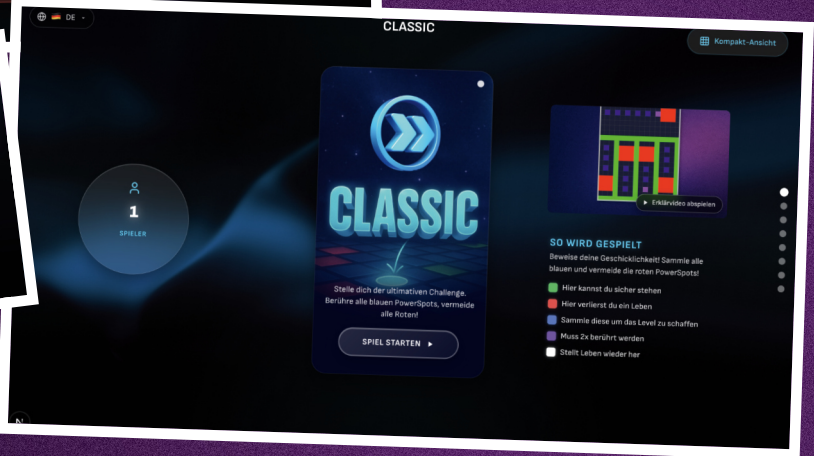 DE
CLASSIC
Kompakt-Ansicht
1
SPIELER
CLASSIC
Stelle dich der ultimativen Challenge.
Berühre alle blauen PowerSpots, vermeide
alle Roten!
SPIEL STARTEN
Erklärvideo abspielen
SO WIRD GESPIELT
Beweise deine Geschicklichkeit! Sammle alle
blauen und vermeide die roten PowerSpots!
Hier kannst du sicher stehen
Hier verlierst du ein Leben
Sammle diese um das Level zu schaffen
Muss 2x berührt werden
Stellt Leben wieder her
N